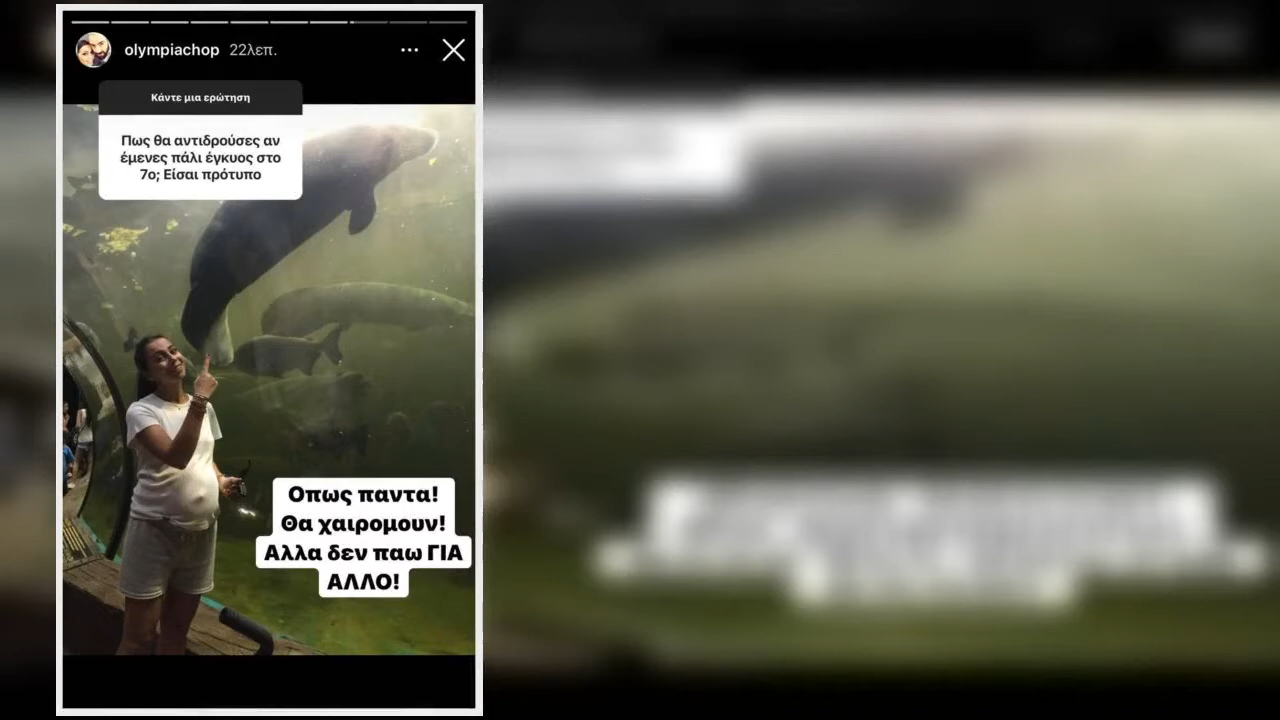 olympiachop 22λεπ.
Κάντε μια ερώτηση
Πως θα αντιδρούσες αν
έμενες πάλι έγκυος στο
7ο; Είσαι πρότυπο
Οπως παντα!
Θα χαιρομουν!
Αλλα δεν παω ΓΙΑ
ΑΛΛΟ!